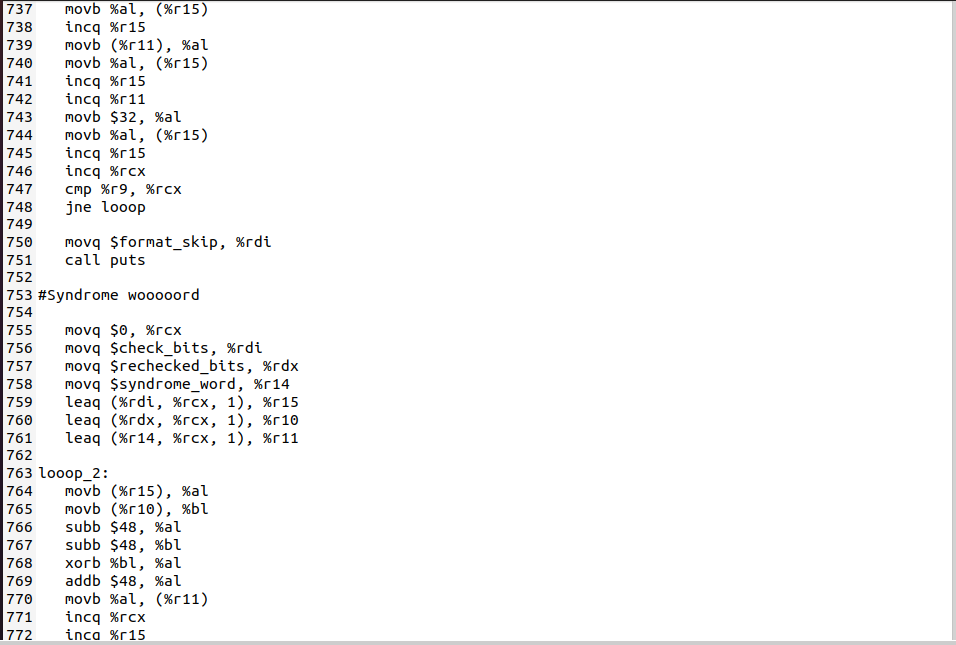 737 movb %al, (%r15)
738 incq %r15
739 movb (%r11), %al
740 movb %al, (%r15)
741 incq %r15
742 incq %r11
743 movb $32, %al
744 movb %al, (%r15)
745 incq %r15
746 incq %rcx
747 cmp %r9, %rcx
748 jne looop
749
750 movq $format_skip, %rdi
751 call puts
752
753 #Syndrome wooooord
754
755 movq $0, %rcx
756 movq $check_bits, %rdi
757 movq $rechecked_bits, %rdx
758 movq $syndrome_word, %r14
759 leaq (%rdi, %rcx, 1), %r15
760 leaq (%rdx, %rcx, 1), %r10
761 leaq (%r14, %rcx, 1), %r11
762
763 looop_2:
764 movb (%r15), %al
765 movb (%r10), %bl
766 subb $48, %al
767 subb $48, %bl
768 xorb %bl, %al
769 addb $48, %al
770 movb %al, (%r11)
771 incq %rcx
772 incq %r15